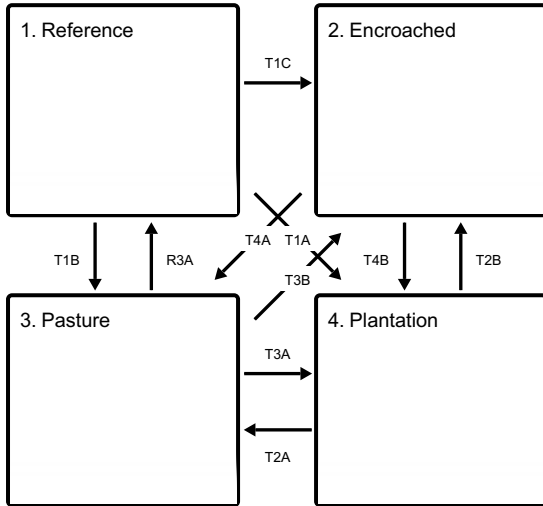 1. Reference
2. Encroached
T1C
T1B
R3A
T4A
T1A
T3B
T4B
T2B
3. Pasture
4. Plantation
T3A
T2A